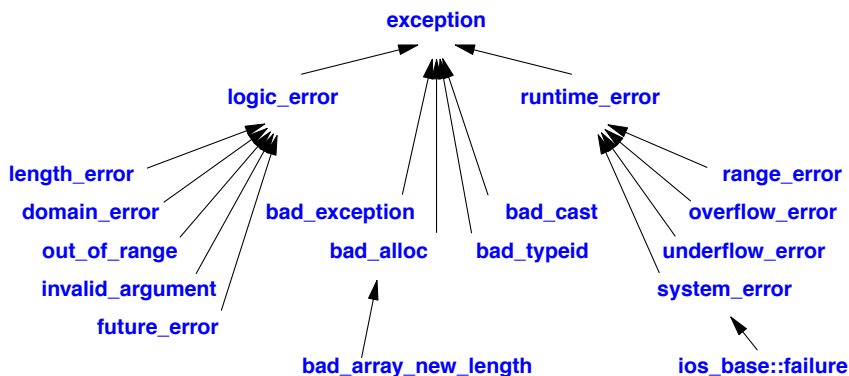 exception
logic_error
runtime_error
length_error
range_error
domain_error
bad_exception
bad_cast
overflow_error
out_of_range
bad_alloc
bad_typeid
underflow_error
invalid_argument
system_error
future_error
bad_array_new_length
ios_base::failure